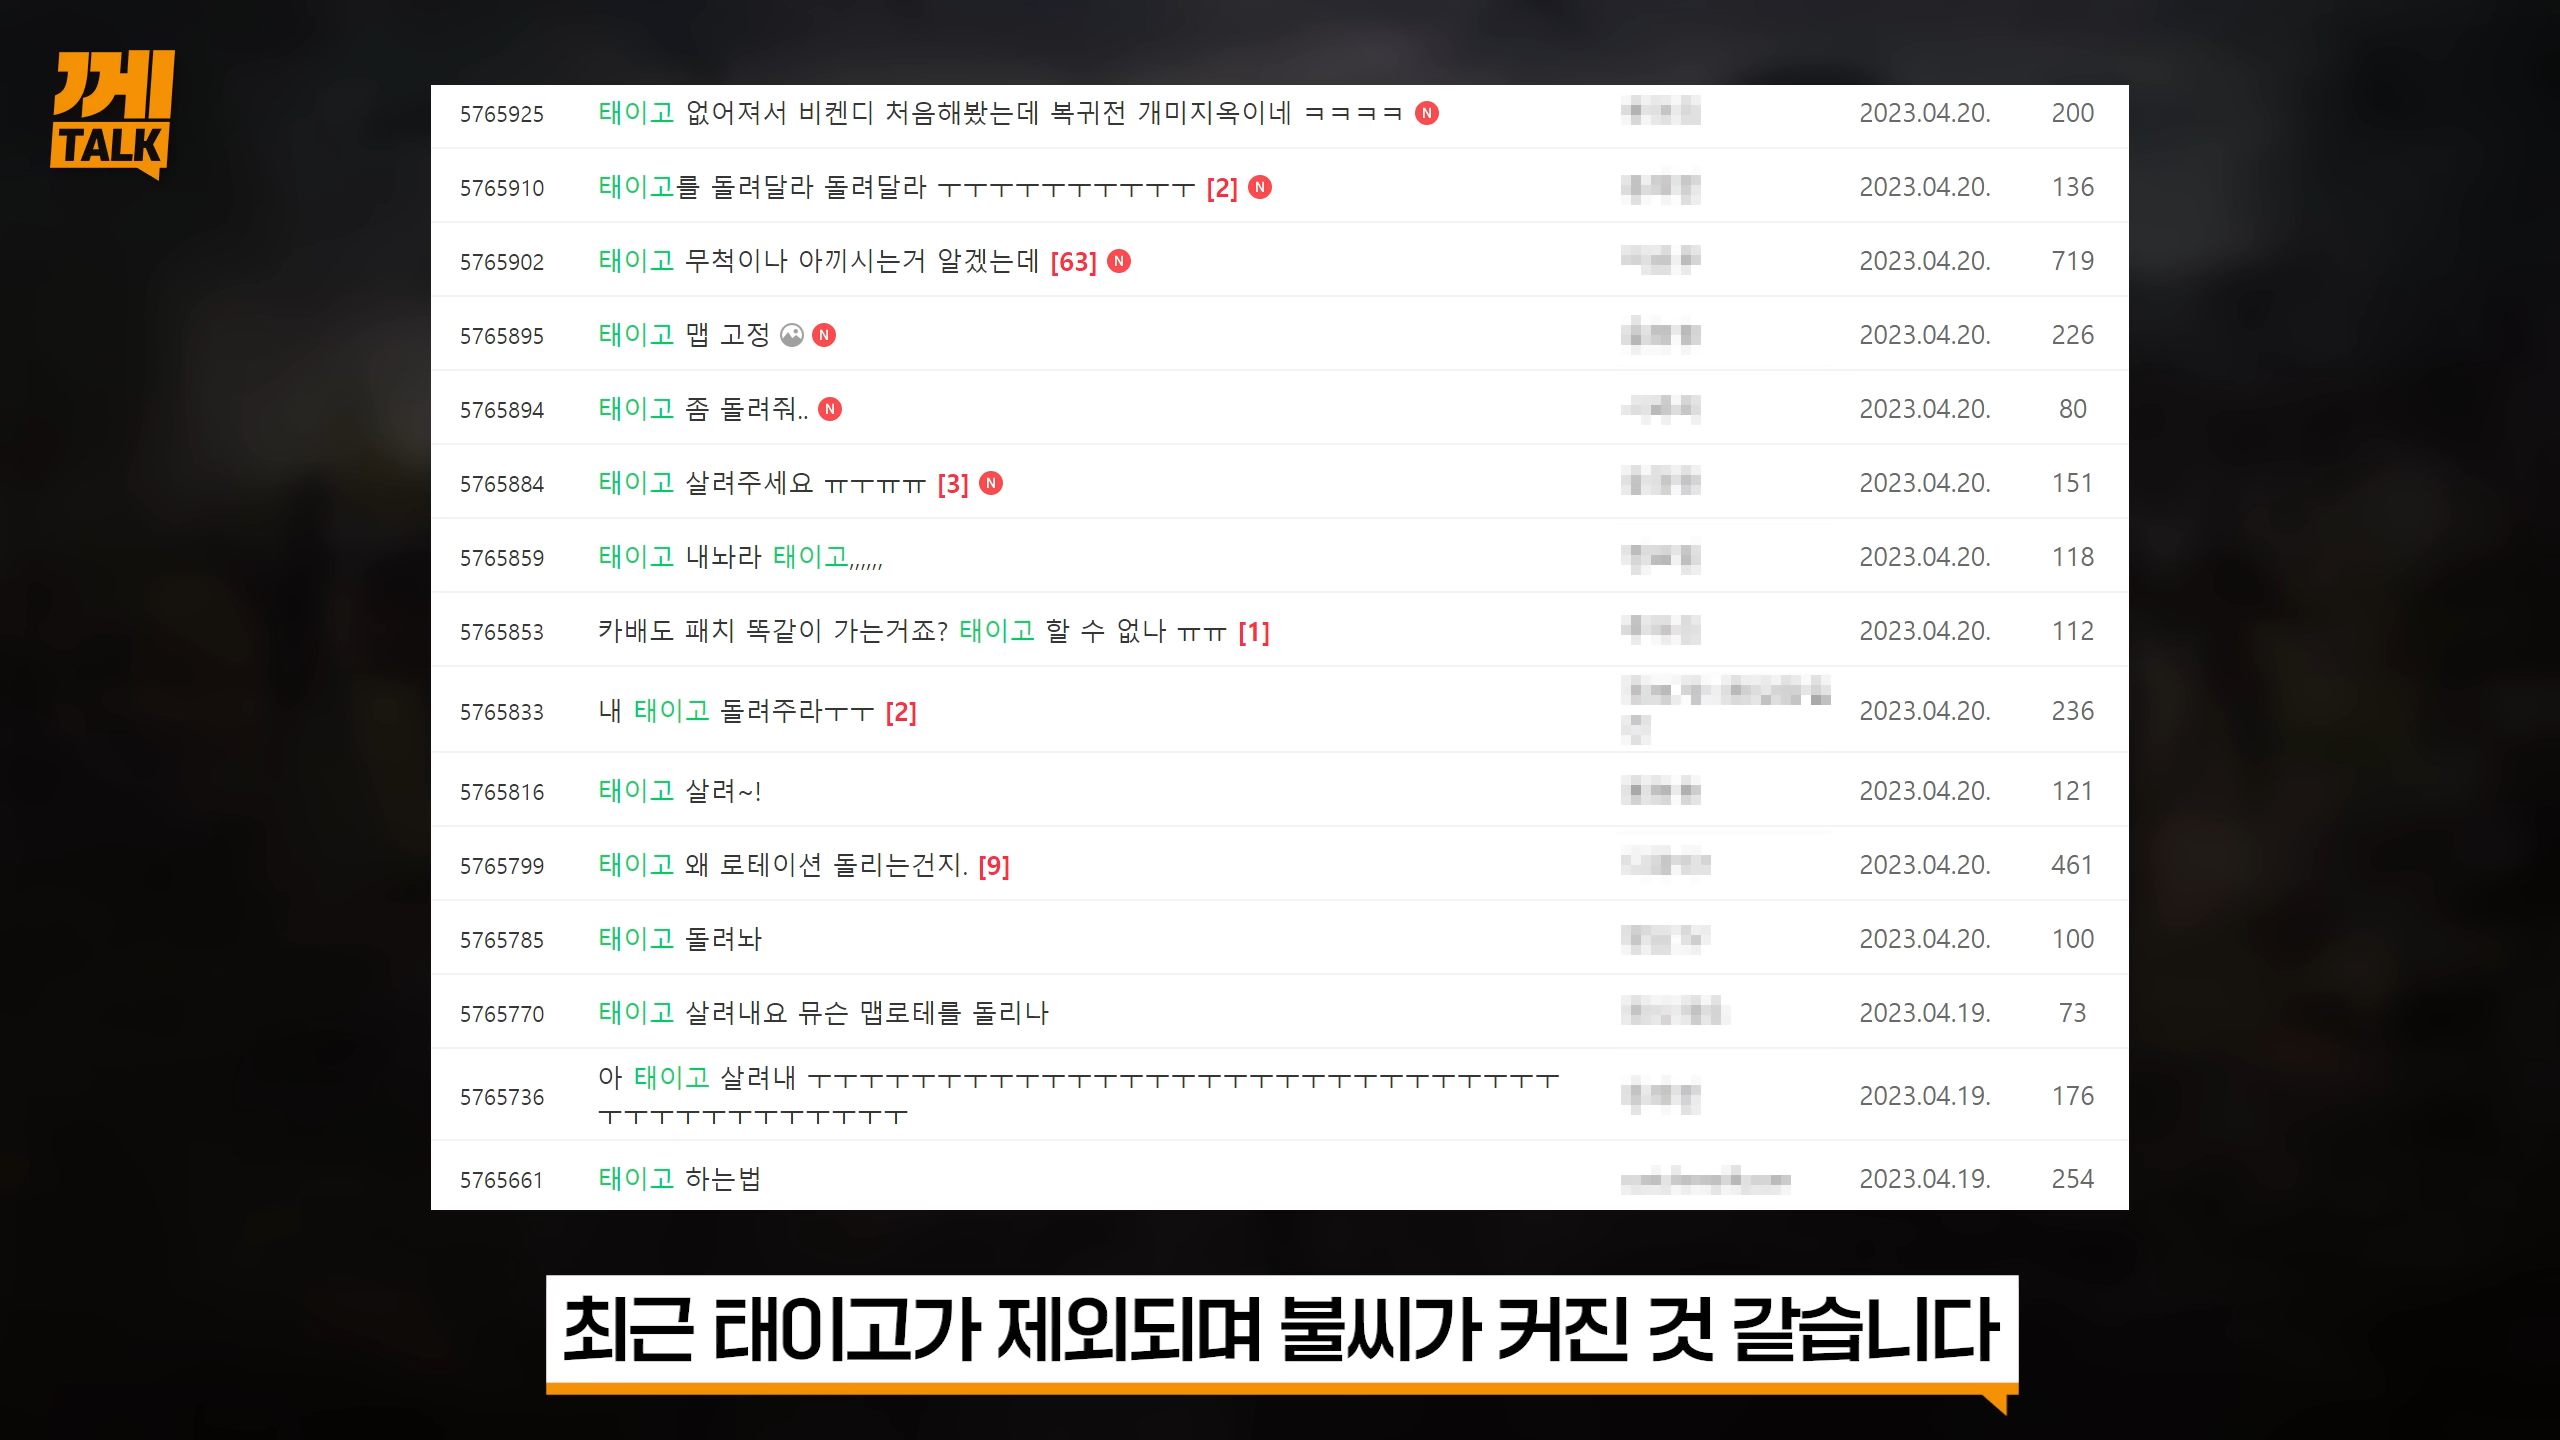 께
TALK
5765925 태이고 없어져서 비켄디 처음해봤는데 복귀전 개미지옥이네 ㅋㅋㅋㅋ N 2023.04.20. 200
5765910 태이고를 돌려달라 돌려달라 ㅜㅜㅜㅜㅜㅜㅜㅜㅜㅜ [2] N 2023.04.20. 136
5765902 태이고 무척이나 아끼시는거 알겠는데 [63] N 2023.04.20. 719
5765895 태이고 맵 고정 N 2023.04.20. 226
5765894 태이고 좀 돌려줘.. N 2023.04.20. 80
5765884 태이고 살려주세요 ㅠㅜㅠㅠ [3] N 2023.04.20. 151
5765859 태이고 내놔라 태이고,,,,,, 2023.04.20. 118
5765853 카배도 패치 똑같이 가는거죠? 태이고 할 수 없나 ㅠㅠ [1] 2023.04.20. 112
5765833 내 태이고 돌려주라ㅜㅜ [2] 2023.04.20. 236
5765816 태이고 살려~! 2023.04.20. 121
5765799 태이고 왜 로테이션 돌리는건지. [9] 2023.04.20. 461
5765785 태이고 돌려놔 2023.04.20. 100
5765770 태이고 살려내요 뮤슨 맵로테를 돌리나 2023.04.19. 73
5765736 아 태이고 살려내 ㅜㅜㅜㅜㅜㅜㅜㅜㅜㅜㅜㅜㅜㅜㅜㅜㅜㅜㅜㅜㅜㅜㅜㅜㅜㅜㅜㅜㅜ 2023.04.19. 176
ㅜㅜㅜㅜㅜㅜㅜㅜㅜㅜㅜㅜ
5765661 태이고 하는법 2023.04.19. 254
최근 태이고가 제외되며 불씨가 커진 것 같습니다